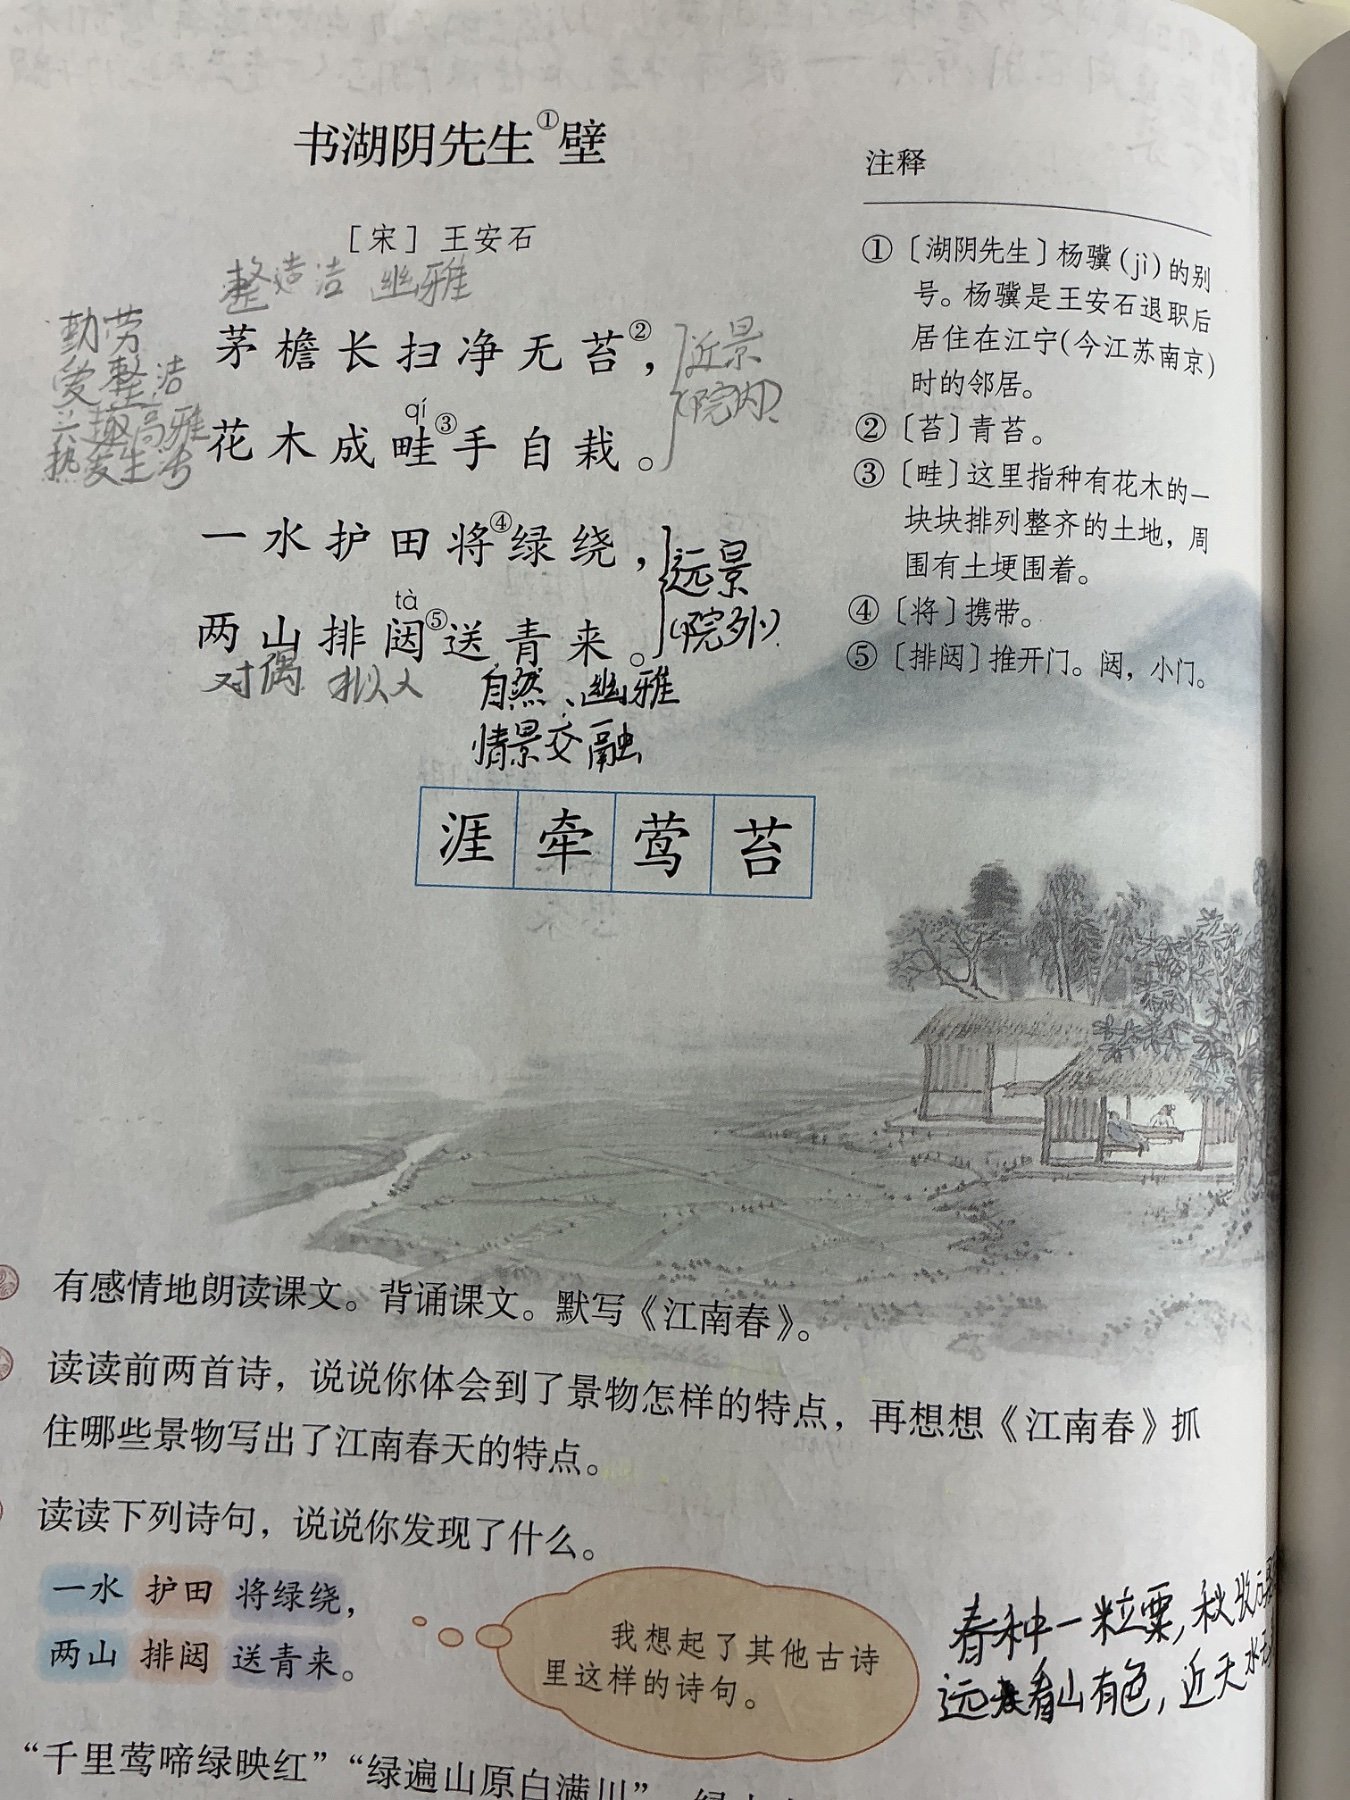 书湖阴先生①壁
［宋］ 王安石
整洁 幽雅
茅檐长扫净无苔②，
qí
花木成畦③手自栽。
一水护田将④绿绕，
tà
两山排闼⑤送青来。
勤劳
爱整洁
高雅
热爱生活
近景
(院内)
远景
(院外)
对偶 拟人
自然、幽雅
情景交融
注释
①〔湖阴先生〕杨骥(jì)的别
号。杨骥是王安石退职后
居住在江宁(今江苏南京)
时的邻居。
②〔苔〕青苔。
③〔畦〕这里指种有花木的一
块块排列整齐的土地，周
围有土埂围着。
④〔将〕携带。
⑤〔排闼〕推开门。闼，小门。
涯 牵 莺 苔
有感情地朗读课文。背诵课文。默写《江南春》。
读读前两首诗，说说你体会到了景物怎样的特点，再想想《江南春》抓
住哪些景物写出了江南春天的特点。
读读下列诗句，说说你发现了什么。
一水 护田 将绿绕，
两山 排闼 送青来。
我想起了其他古诗
里这样的诗句。
春种一粒粟，秋收
远看山有色，近
“千里莺啼绿映红”“绿遍山原白满川”